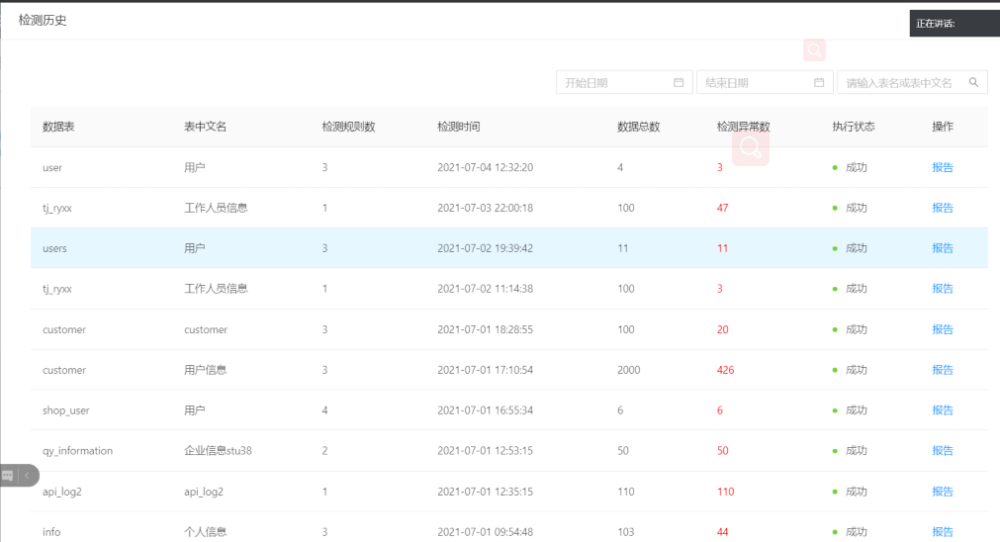 检测历史
正在讲话:
开始日期 结束日期 请输入表名或表中文名
数据表 表中文名 检测规则数 检测时间 数据总数 检测异常数 执行状态 操作
user 用户 3 2021-07-04 12:32:20 4 3 成功 报告
tj_ryxx 工作人员信息 1 2021-07-03 22:00:18 100 47 成功 报告
users 用户 3 2021-07-02 19:39:42 11 11 成功 报告
tj_ryxx 工作人员信息 1 2021-07-02 11:14:38 100 3 成功 报告
customer customer 3 2021-07-01 18:28:55 100 20 成功 报告
customer 用户信息 3 2021-07-01 17:10:54 2000 426 成功 报告
shop_user 用户 4 2021-07-01 16:55:34 6 6 成功 报告
qy_information 企业信息stu38 2 2021-07-01 12:53:15 50 50 成功 报告
api_log2 api_log2 1 2021-07-01 12:35:15 110 110 成功 报告
info 个人信息 3 2021-07-01 09:54:48 103 44 成功 报告